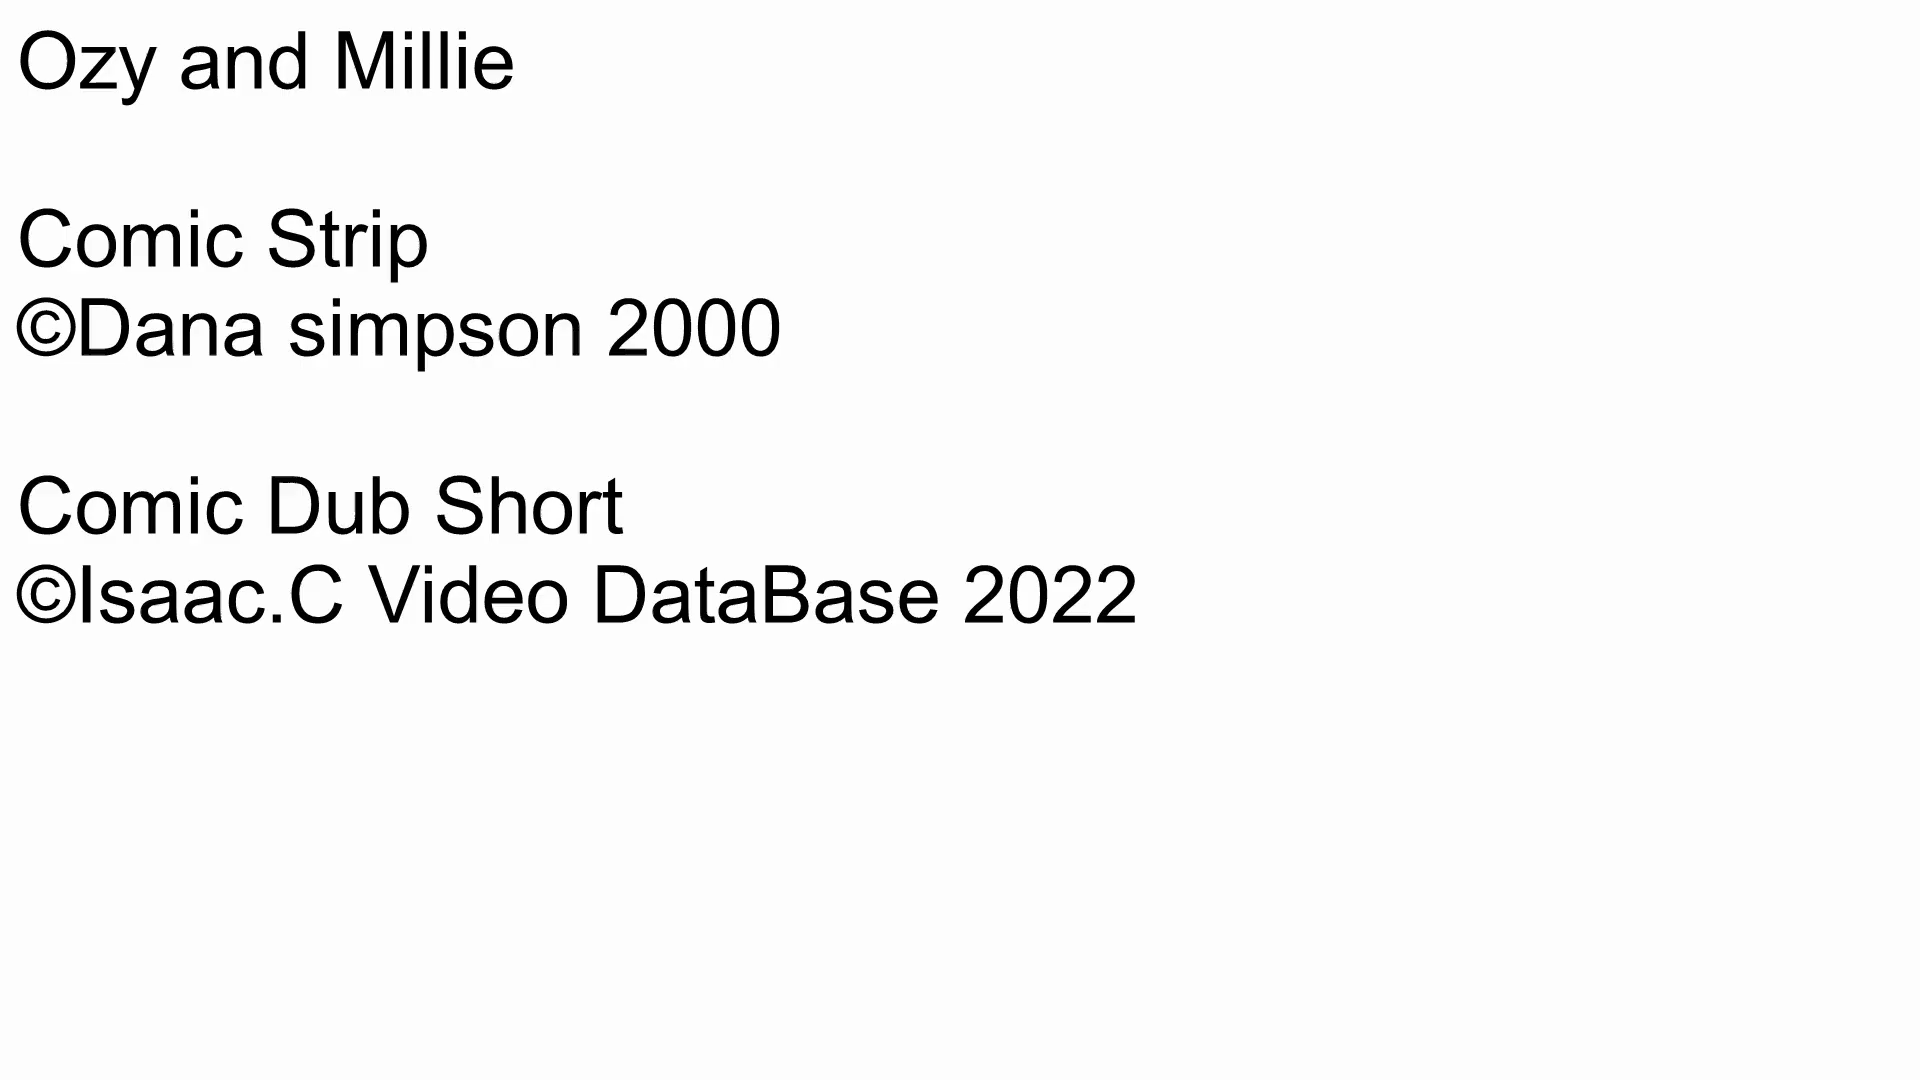 Ozy and Millie
Comic Strip
©Dana simpson 2000
Comic Dub Short
©Isaac.C Video DataBase 2022